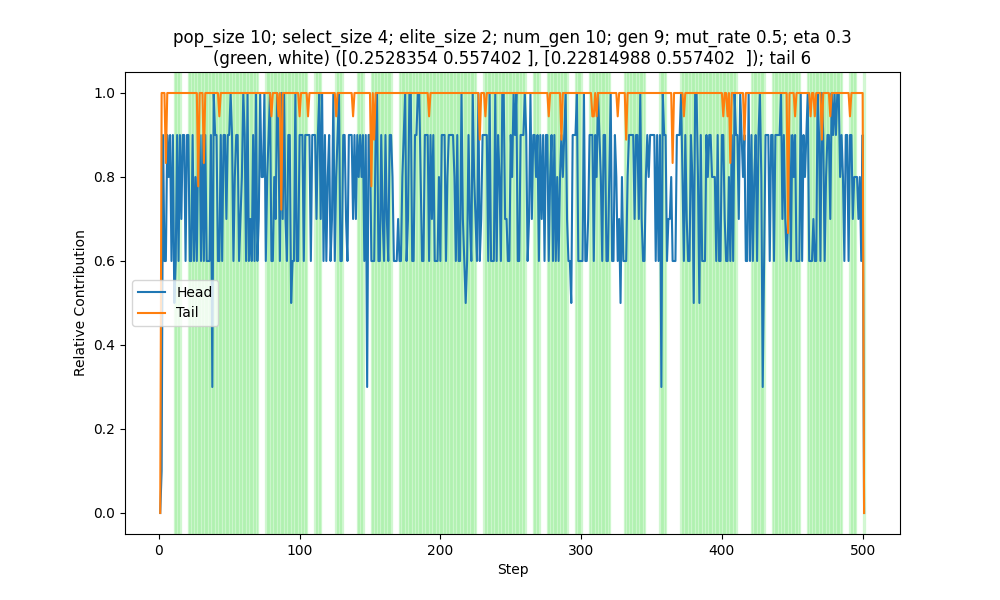 pop_size 10; select_size 4; elite_size 2; num_gen 10; gen 9; mut_rate 0.5; eta 0.3
(green, white) ([0.2528354 0.557402 ], [0.22814988 0.557402  ]); tail 6
1.0
0.8
0.6
0.4
0.2
0.0
Relative Contribution
Head
Tail
0 100 200 300 400 500
Step